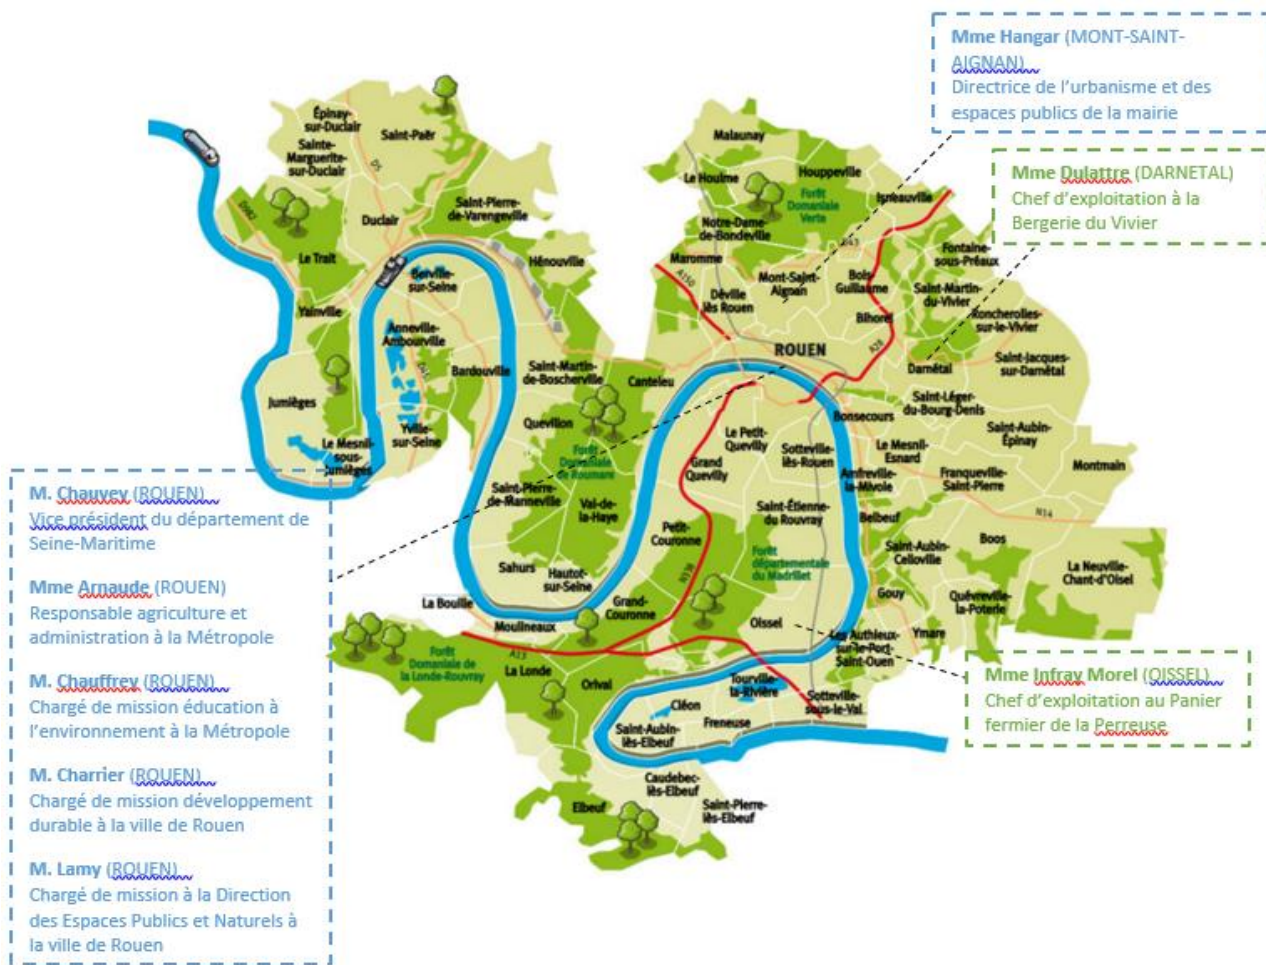 Mme Hangar (MONT-SAINT-
AIGNAN)
Directrice de l'urbanisme et des
espaces publics de la mairie
Mme Dulattre (DARNETAL)
Chef d'exploitation à la
Bergerie du Vivier
Épinay-
sur-Duclair
Saint-Paër
Sainte-
Marguerite-
sur-Duclair
D5
D982
Duclair
Saint-Pierre-
de-Varengeville
Le Trait
Hénouville
Berville-
sur-Seine
Yainville
Anneville-
Ambourville
D45
Bardouville
Saint-Martin-
de-Boscherville
Canteleu
Jumièges
Quevillon
Le Mesnil-
sous-
Jumièges
Yville-
sur-Seine
Forêt
Domaniale
de Roumare
Saint-Pierre-
de-Manneville
Val-de-
la-Haye
Sahurs
Hautot-
sur-Seine
Malaunay
Le Houlme
Houppeville
Forêt
Domaniale
Verte
Isneauville
Notre-Dame-
de-Bondeville
D43
Maromme
Fontaine-
sous-Préaux
A150
Mont-Saint-
Aignan
Bois-
Guillaume
Déville
lès Rouen
Saint-Martin-
du-Vivier
Bihorel
Roncherolles-
sur-le-Vivier
ROUEN
A28
Darnétal
Saint-Jacques-
sur-Darnétal
Saint-Léger-
du-Bourg-Denis
Bonsecours
Saint-Aubin-
Épinay
Le Petit-
Quevilly
Sotteville-
lès-Rouen
Le Mesnil-
Esnard
Grand
Quevilly
Amfreville-
la-Mivoie
Franqueville-
Saint-Pierre
Montmain
Saint-Étienne-
du Rouvray
Belbeuf
N14
Petit-
Couronne
Boos
Forêt
départementale
du Madrillet
Saint-Aubin-
Celloville
La Neuville-
Chant-d'Oisel
N338
Gouy
Quévreville-
la-Poterie
Grand-
Couronne
La Bouille
Moulineaux
Oissel
Ymare
Les Authieux-
sur-le-Port-
Saint-Ouen
A13
Forêt
Domaniale de
la Londe-Rouvray
La Londe
Orival
Tourville-
la-Rivière
Cléon
Sotteville-
sous-le-Val
Freneuse
Saint-Aubin-
lès-Elbeuf
Caudebec-
lès-Elbeuf
Elbeuf
Saint-Pierre-
lès-Elbeuf
M. Chauvey (ROUEN)
Vice président du département de
Seine-Maritime
Mme Arnaude (ROUEN)
Responsable agriculture et
administration à la Métropole
M. Chauffrey (ROUEN)
Chargé de mission éducation à
l'environnement à la Métropole
M. Charrier (ROUEN)
Chargé de mission développement
durable à la ville de Rouen
M. Lamy (ROUEN)
Chargé de mission à la Direction
des Espaces Publics et Naturels à
la ville de Rouen
Mme Infray Morel (OISSEL)
Chef d'exploitation au Panier
fermier de la Perreuse